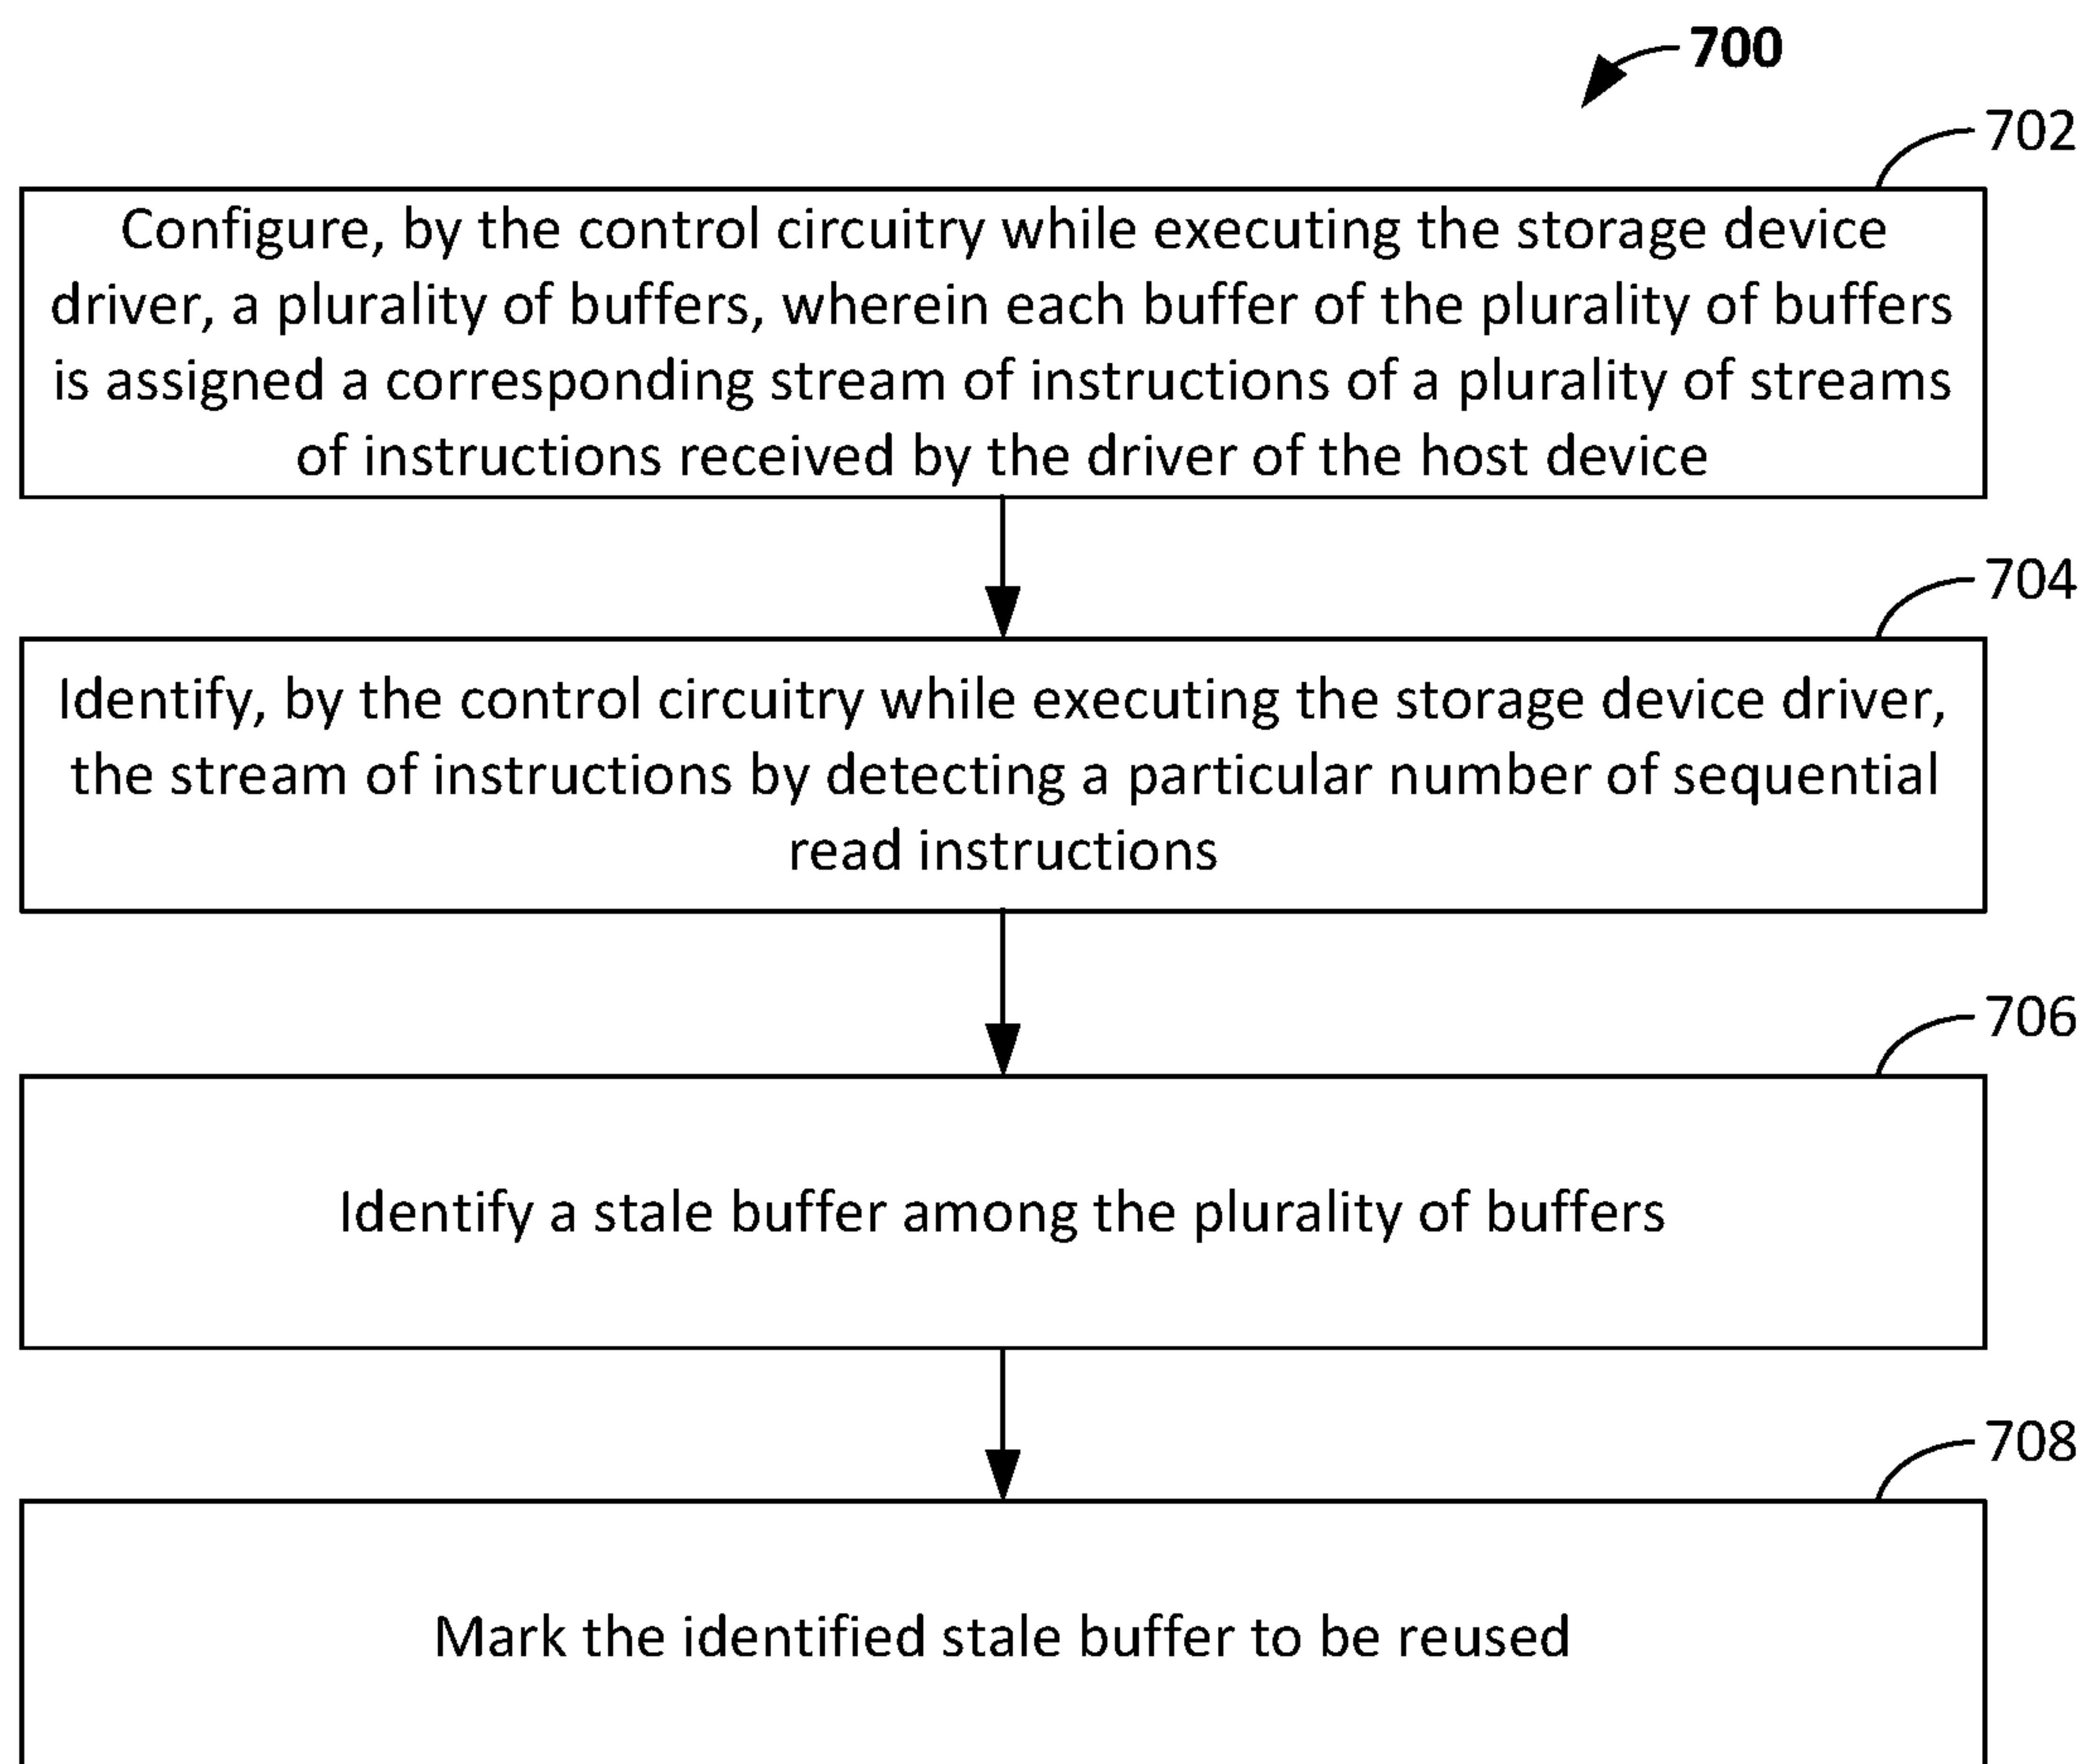 700
702
Configure, by the control circuitry while executing the storage device
driver, a plurality of buffers, wherein each buffer of the plurality of buffers
is assigned a corresponding stream of instructions of a plurality of streams
of instructions received by the driver of the host device
704
Identify, by the control circuitry while executing the storage device driver,
the stream of instructions by detecting a particular number of sequential
read instructions
706
Identify a stale buffer among the plurality of buffers
708
Mark the identified stale buffer to be reused